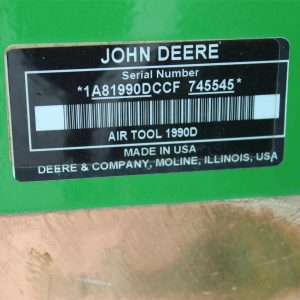 JOHN DEERE
Serial Number
*1A81990DCCF 745545*
AIR TOOL 1990D
MADE IN USA
DEERE & COMPANY, MOLINE, ILLINOIS, USA